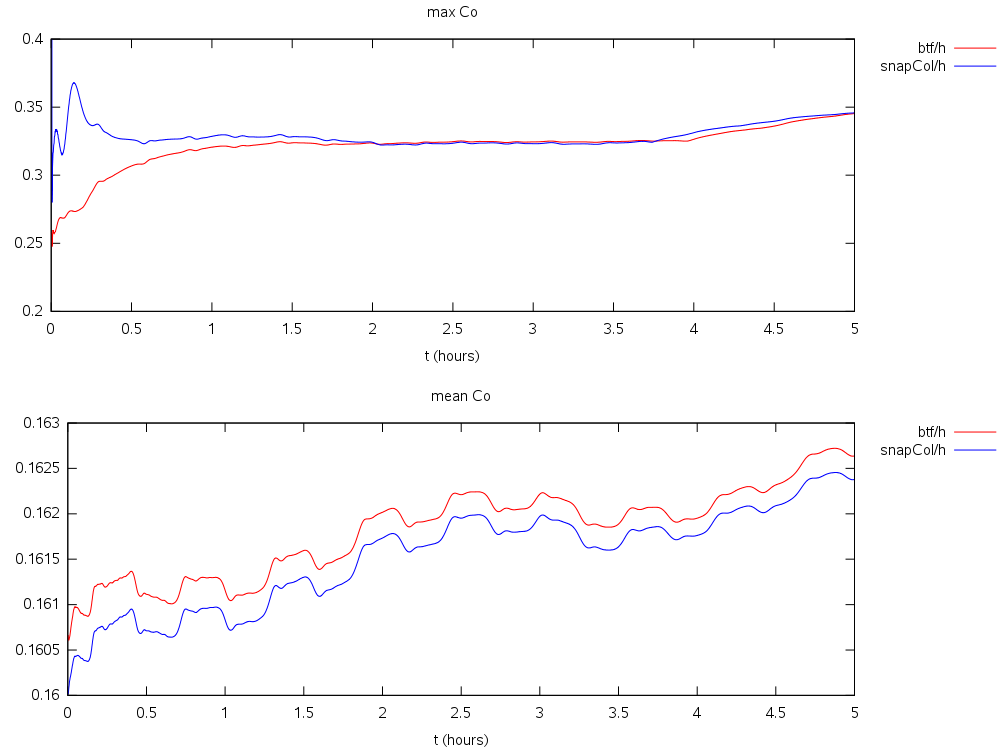 max Co
0.4
0.35
0.3
0.25
0.2
0 0.5 1 1.5 2 2.5 3 3.5 4 4.5 5
t (hours)
btf/h
snapCol/h
mean Co
0.163
0.1625
0.162
0.1615
0.161
0.1605
0.16
0 0.5 1 1.5 2 2.5 3 3.5 4 4.5 5
t (hours)
btf/h
snapCol/h